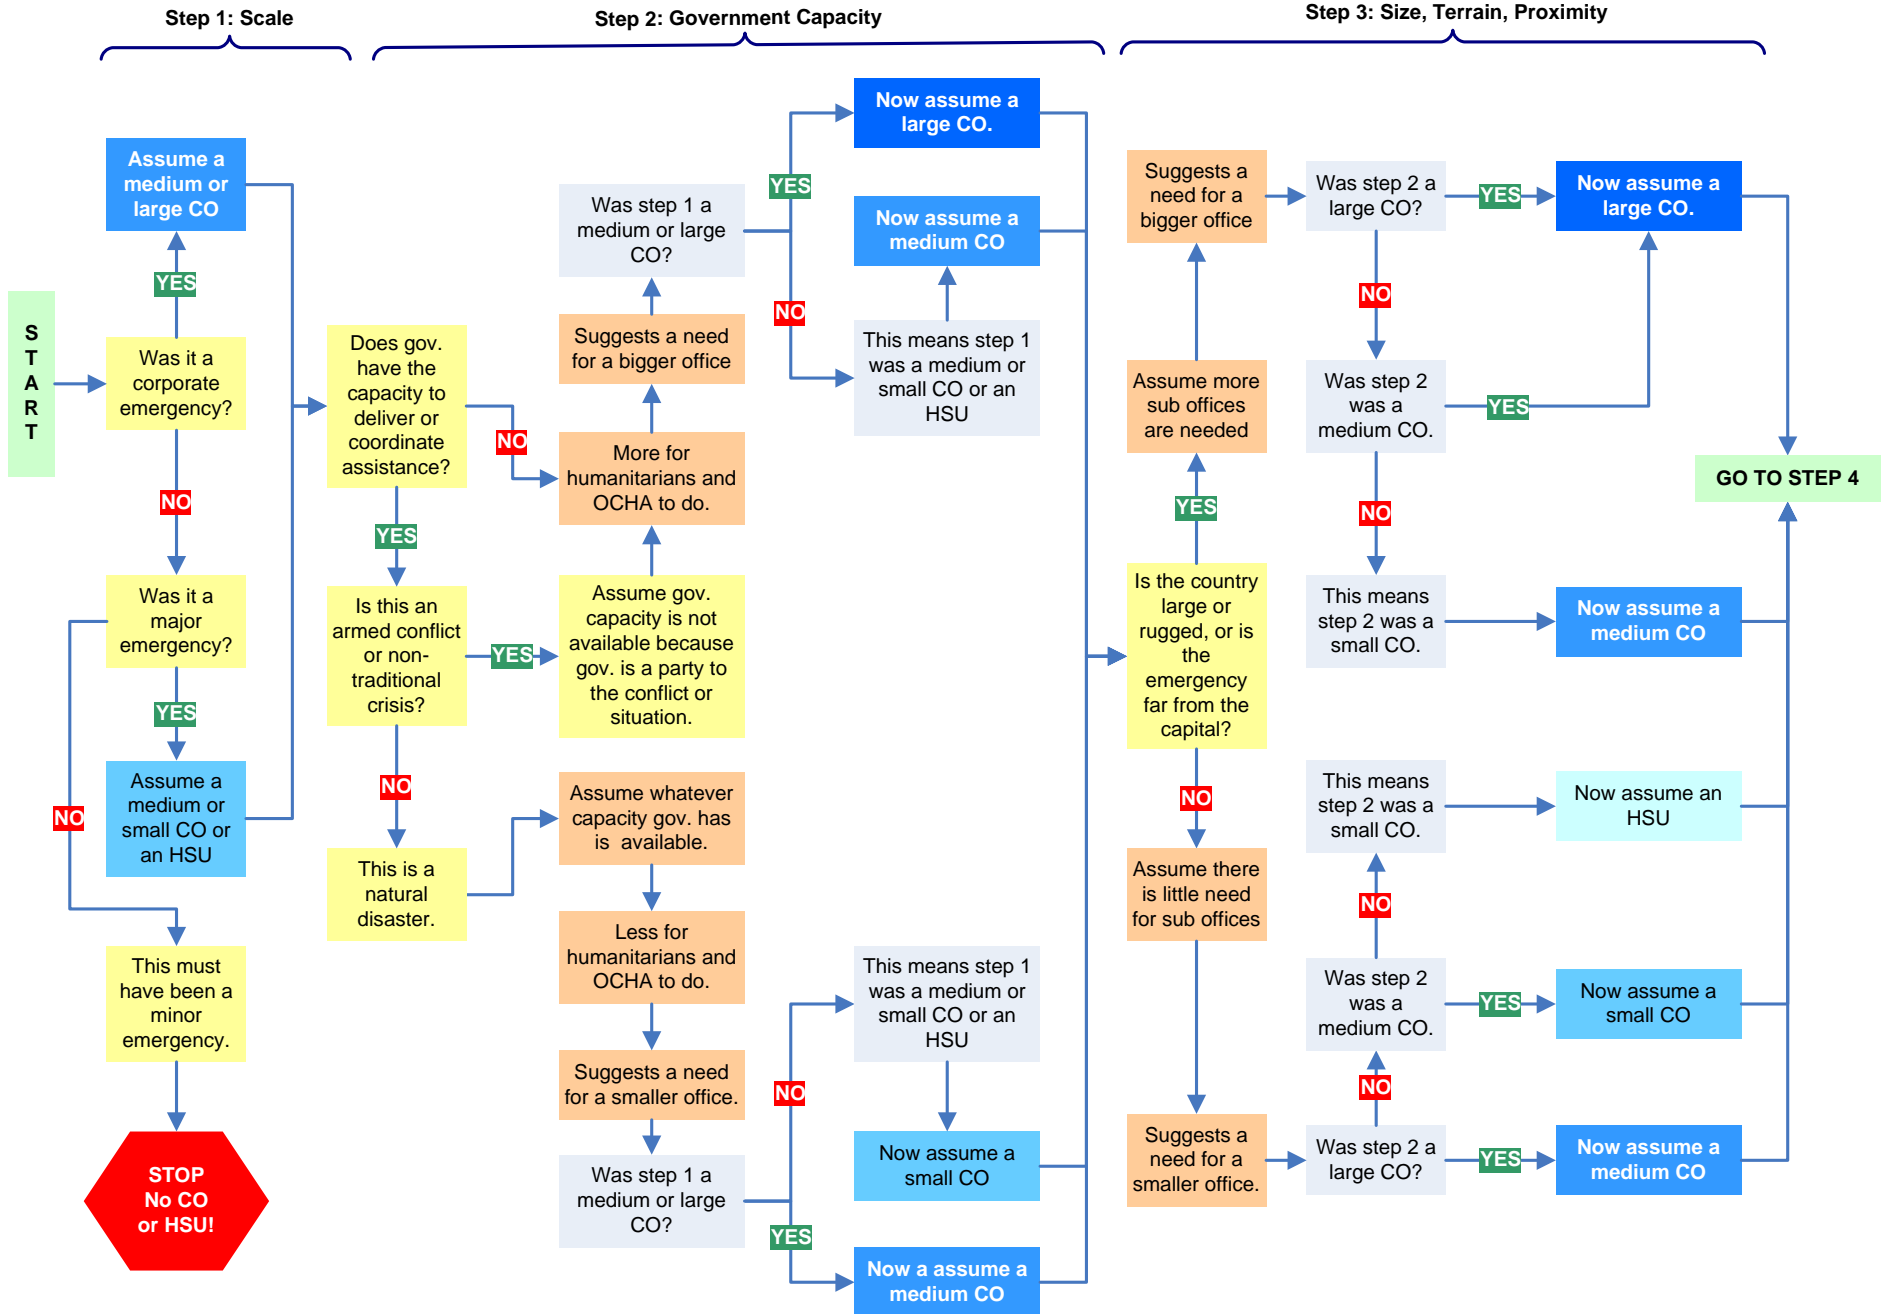 Step 1: Scale
Step 2: Government Capacity
Step 3: Size, Terrain, Proximity
S
T
A
R
T
Assume a
medium or
large CO
YES
Was it a
corporate
emergency?
NO
Was it a
major
emergency?
YES
NO
Assume a
medium or
small CO or
an HSU
This must
have been a
minor
emergency.
STOP
No CO
or HSU!
Does gov.
have the
capacity to
deliver or
coordinate
assistance?
NO
YES
Is this an
armed conflict
or non-
traditional
crisis?
YES
NO
This is a
natural
disaster.
Was step 1 a
medium or large
CO?
Suggests a need
for a bigger office
More for
humanitarians and
OCHA to do.
Assume gov.
capacity is not
available because
gov. is a party to
the conflict or
situation.
Assume whatever
capacity gov. has
is available.
Less for
humanitarians and
OCHA to do.
Suggests a need
for a smaller office.
Was step 1 a
medium or large
CO?
YES
NO
NO
YES
Now assume a
large CO.
Now assume a
medium CO
This means step 1
was a medium or
small CO or an
HSU
This means step 1
was a medium or
small CO or an
HSU
Now assume a
small CO
Now a assume a
medium CO
Suggests a
need for a
bigger office
Assume more
sub offices
are needed
YES
Is the country
large or
rugged, or is
the
emergency
far from the
capital?
NO
Assume there
is little need
for sub offices
Suggests a
need for a
smaller office.
Was step 2 a
large CO?
YES
Now assume a
large CO.
NO
Was step 2
was a
medium CO.
YES
NO
This means
step 2 was a
small CO.
Now assume a
medium CO
This means
step 2 was a
small CO.
Now assume an
HSU
NO
Was step 2
was a
medium CO.
YES
Now assume a
small CO
NO
Was step 2 a
large CO?
YES
Now assume a
medium CO
GO TO STEP 4